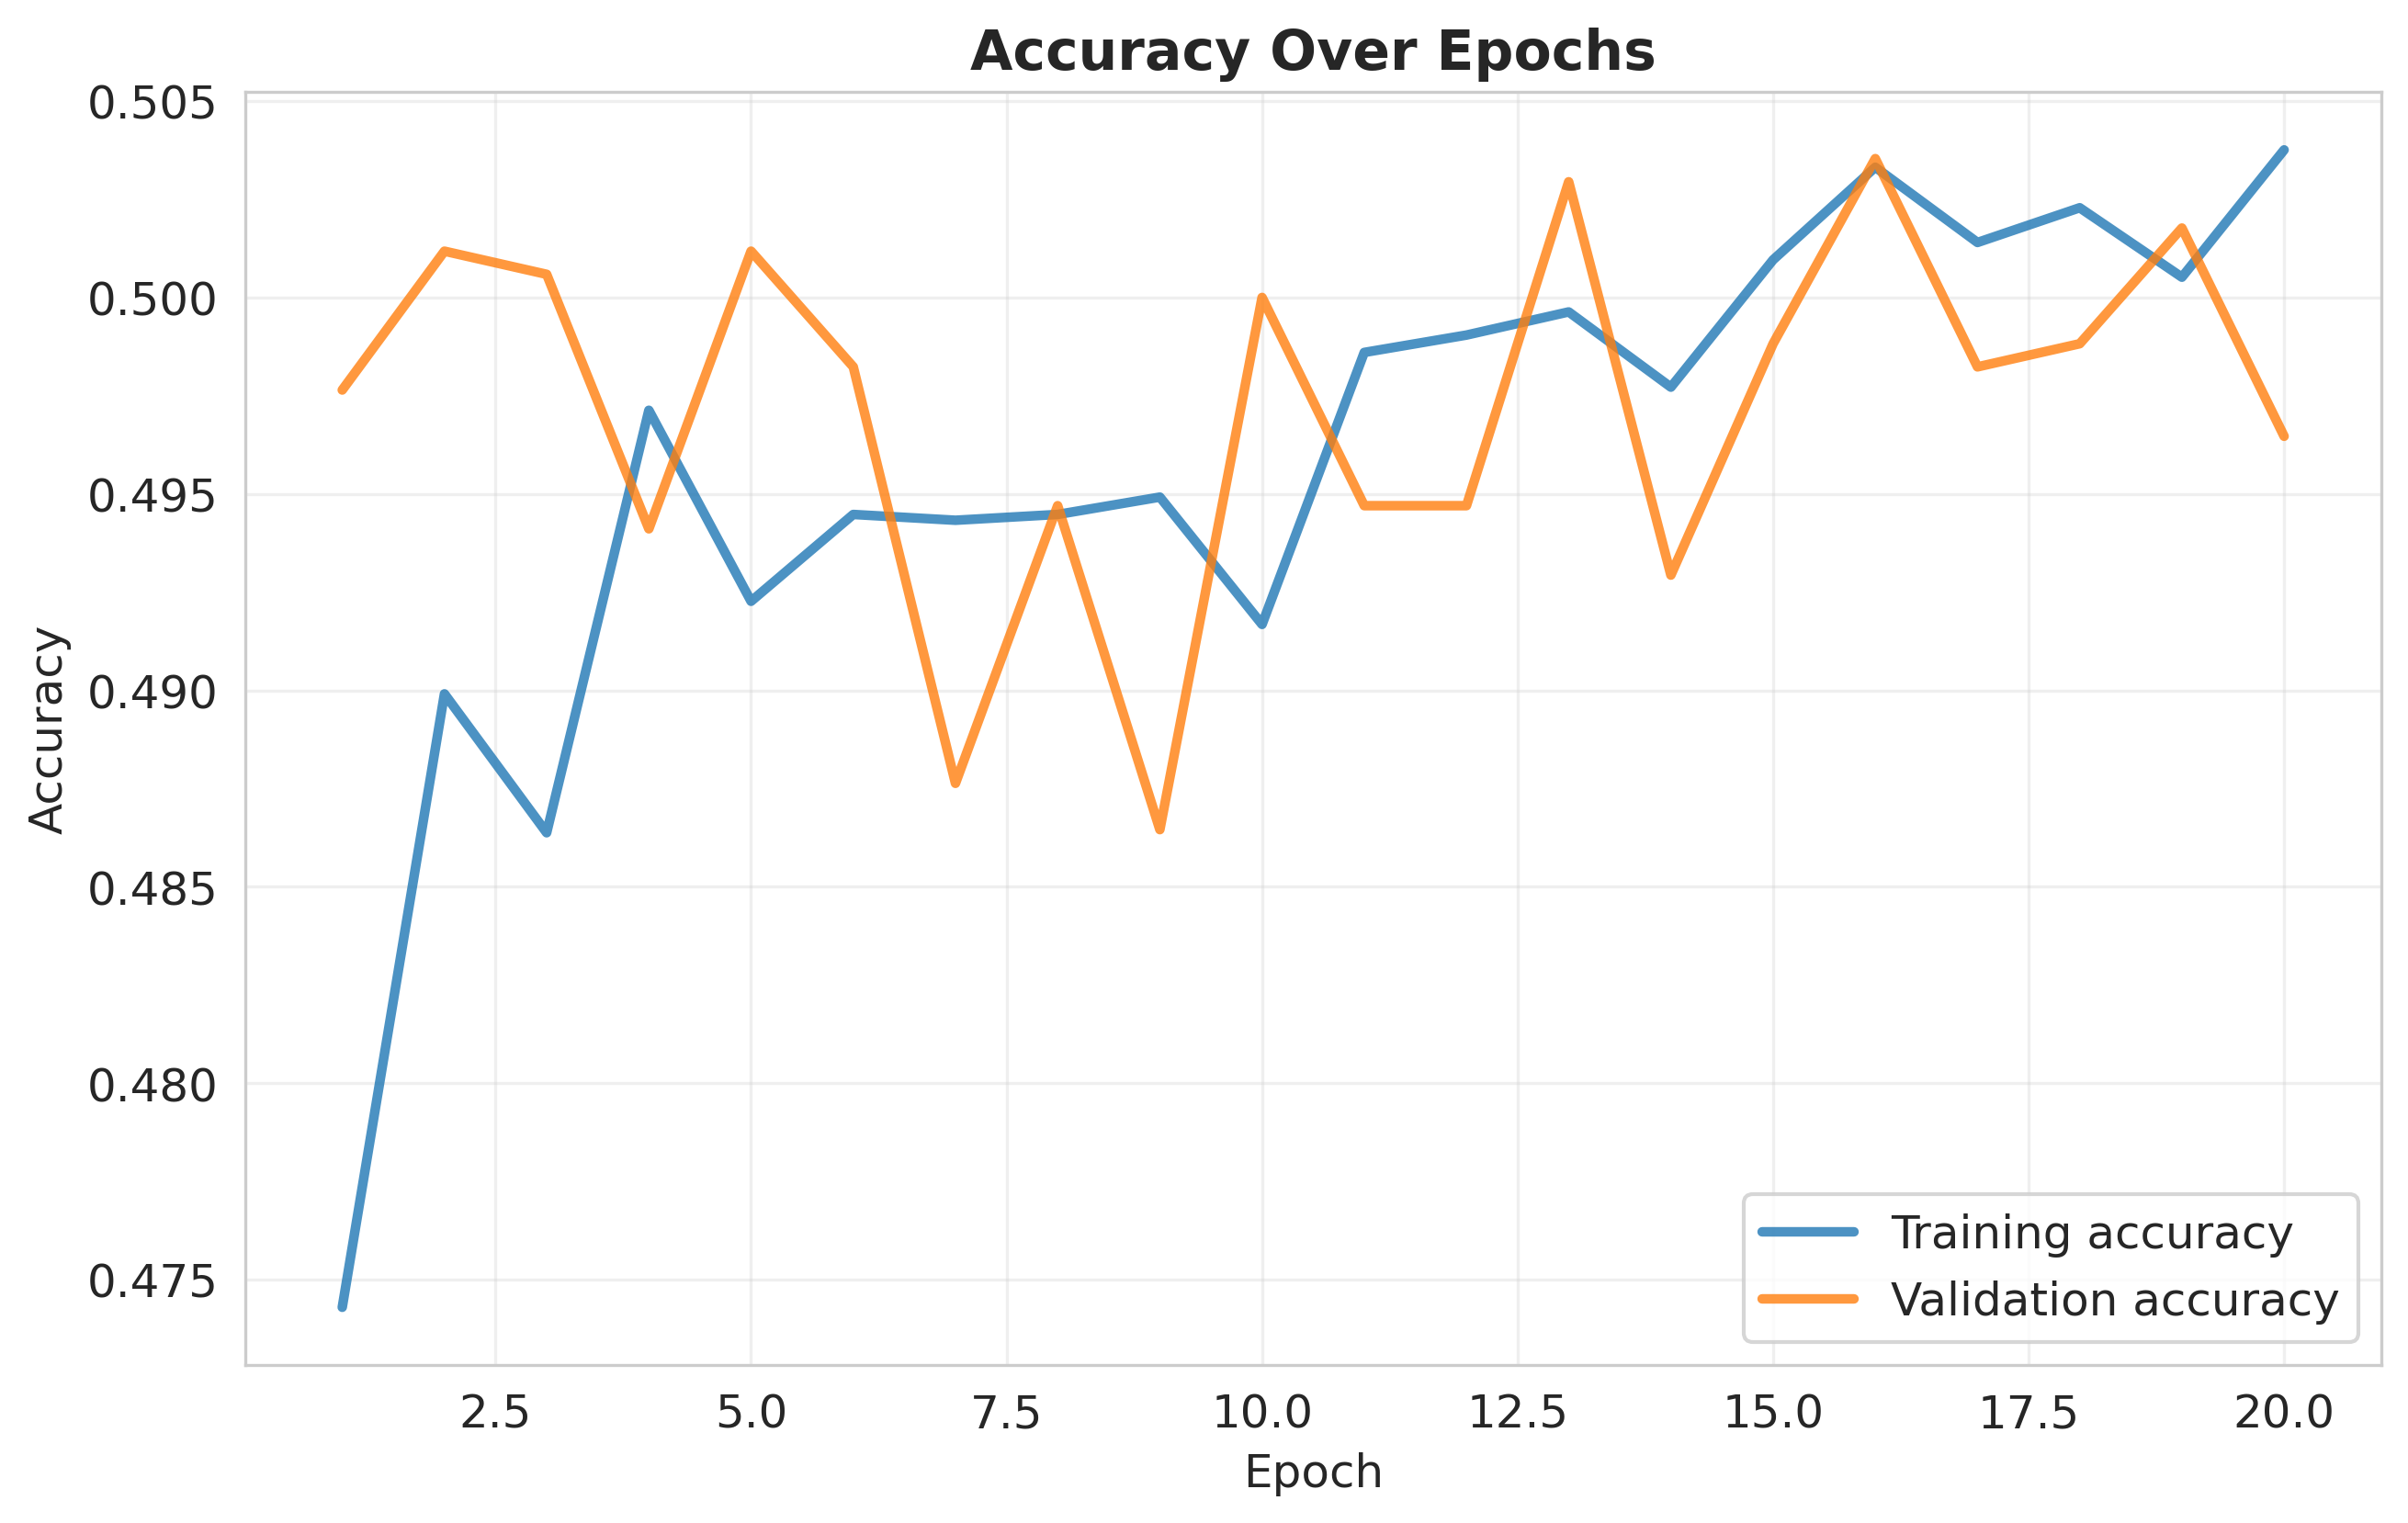 Accuracy Over Epochs
0.505
0.500
0.495
0.490
0.485
0.480
0.475
Accuracy
Training accuracy
Validation accuracy
2.5 5.0 7.5 10.0 12.5 15.0 17.5 20.0
Epoch